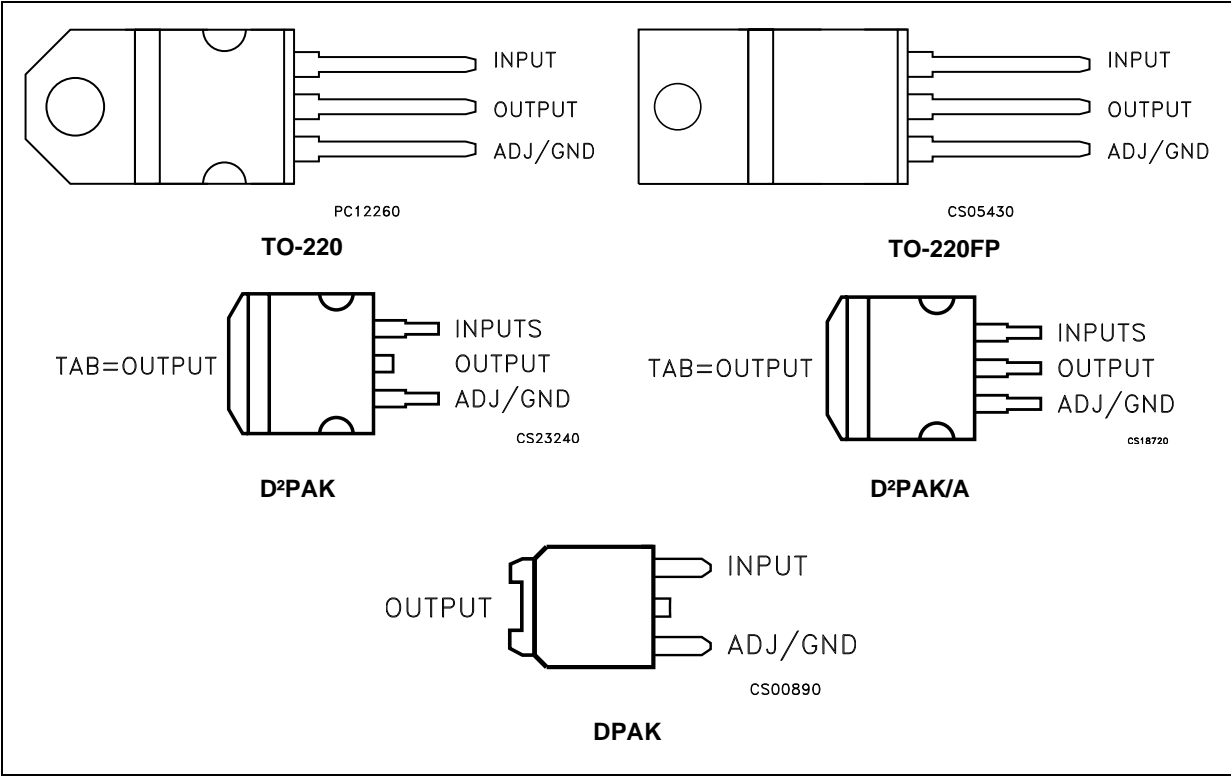 INPUT
OUTPUT
ADJ/GND
PC12260
TO-220
INPUT
OUTPUT
ADJ/GND
CS05430
TO-220FP
TAB=OUTPUT
INPUTS
OUTPUT
ADJ/GND
CS23240
D²PAK
TAB=OUTPUT
INPUTS
OUTPUT
ADJ/GND
CS18720
D²PAK/A
OUTPUT
INPUT
ADJ/GND
CS00890
DPAK